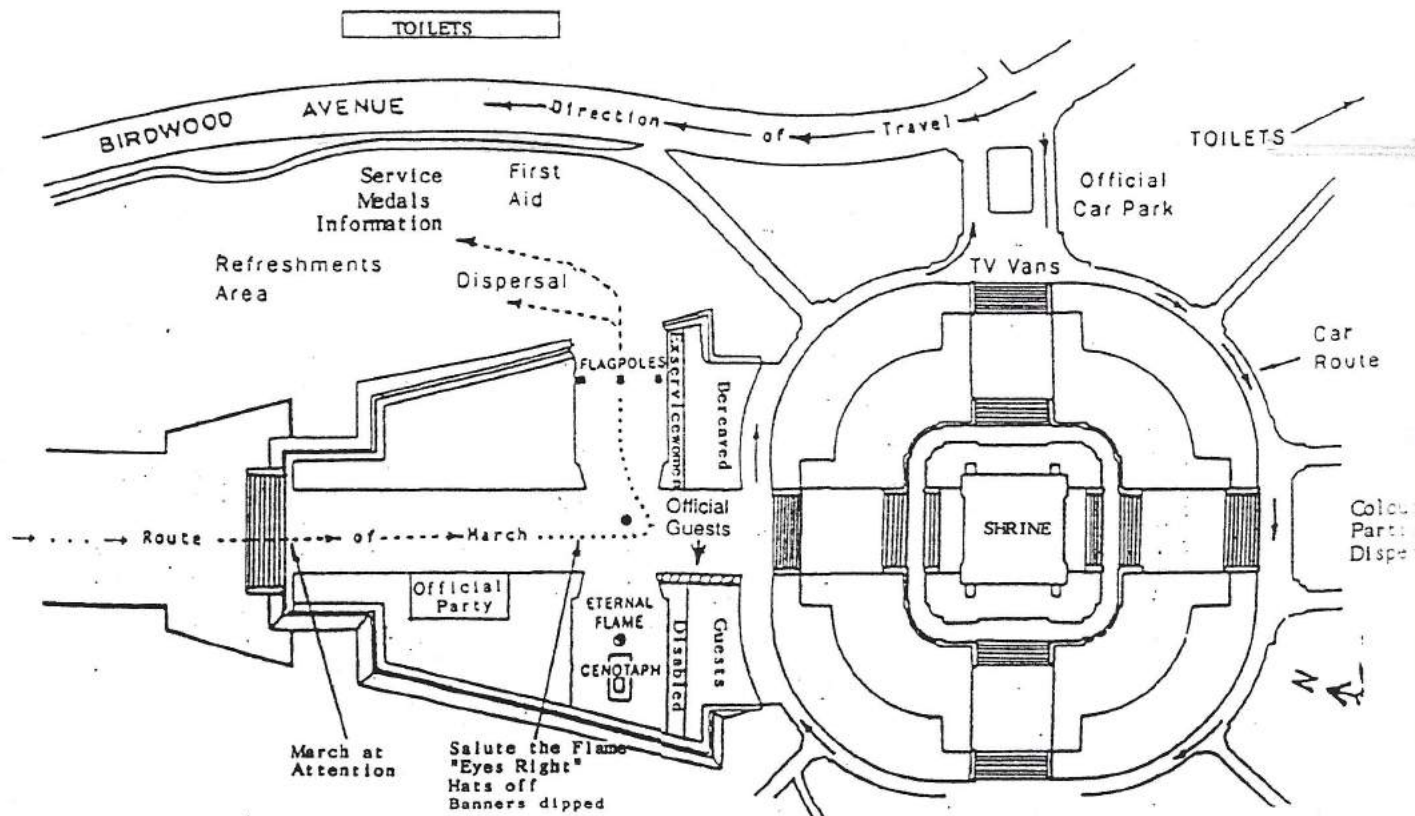 TOILETS
BIRDWOOD AVENUE
Direction of Travel
TOILETS
Service
Medals
Information
First
Aid
Official
Car Park
Refreshments
Area
Dispersal
TV Vans
Car
Route
FLAGPOLES
Exservicewomen
Bereaved
Official
Guests
Route of March
SHRINE
Official
Party
ETERNAL
FLAME
CENOTAPH
Disabled
Guests
N
March at
Attention
Salute the Flame
"Eyes Right"
Hats off
Banners dipped